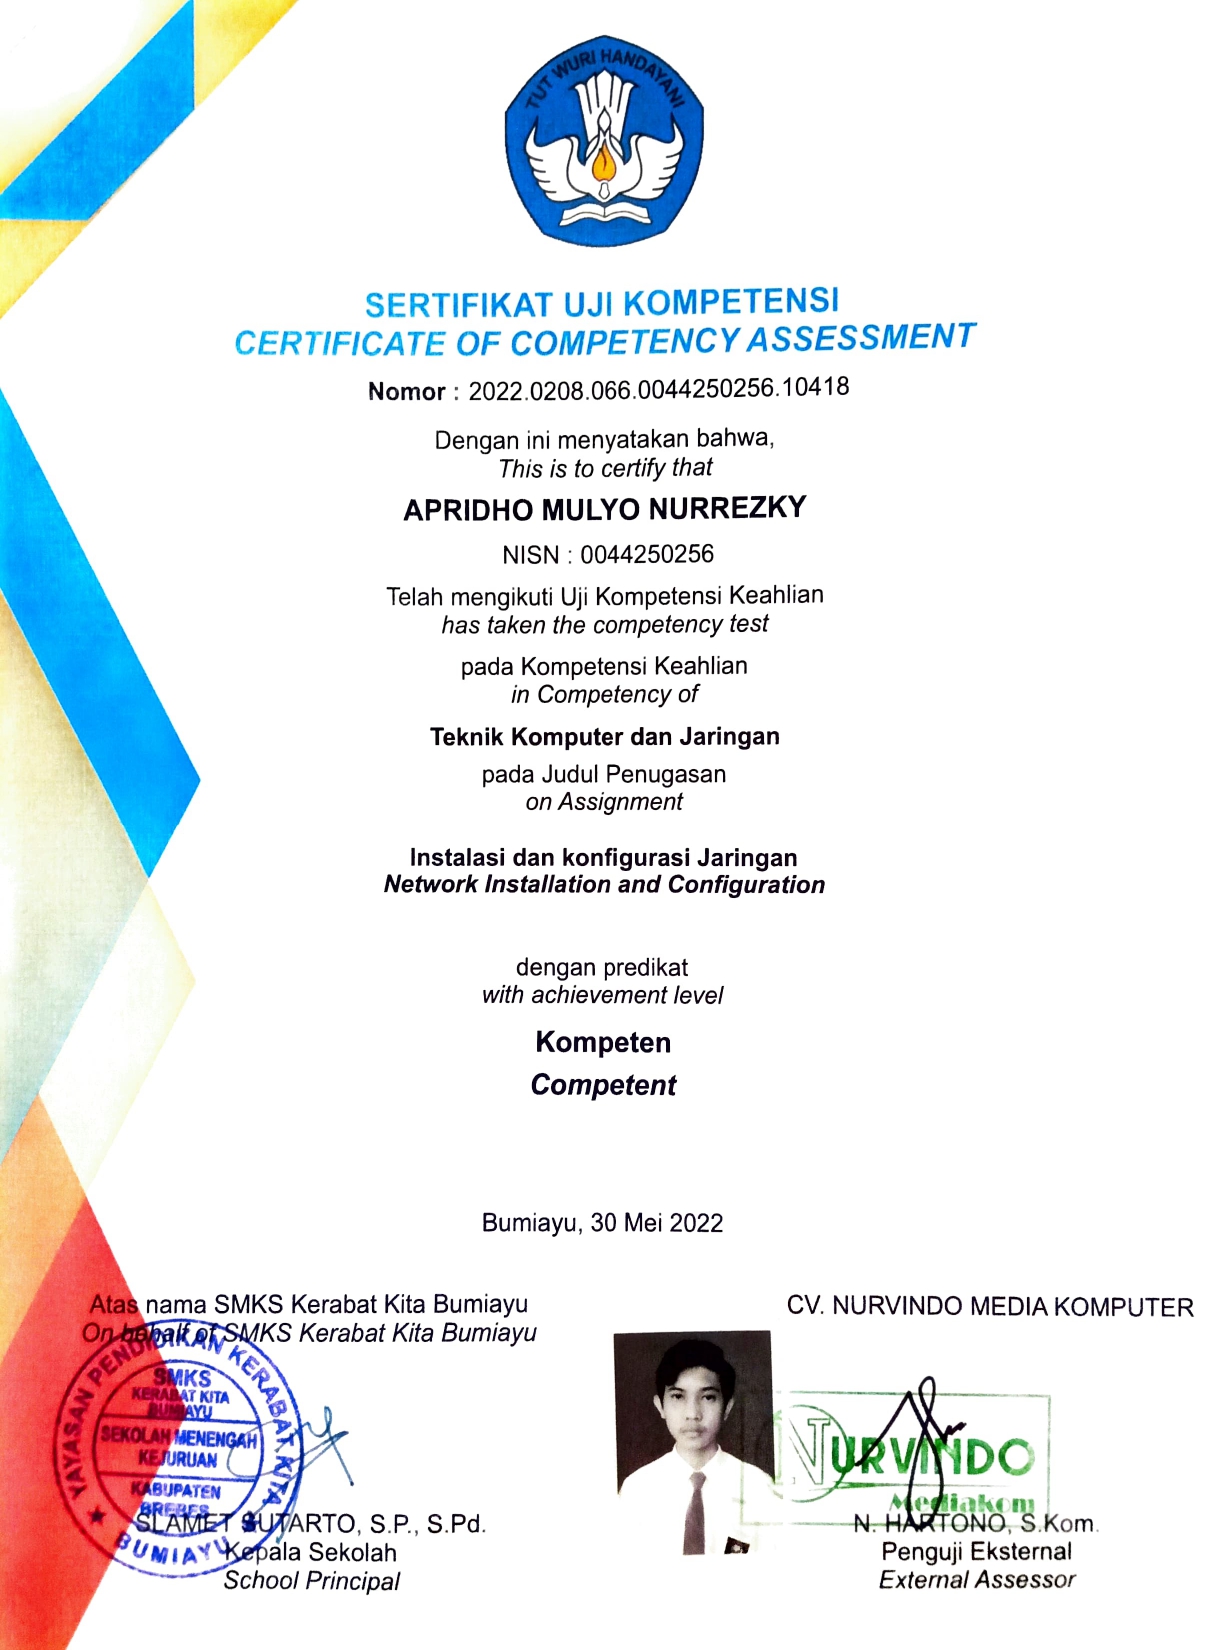 TUT WURI HANDAYANI
SERTIFIKAT UJI KOMPETENSI
CERTIFICATE OF COMPETENCY ASSESSMENT
Nomor : 2022.0208.066.0044250256.10418
Dengan ini menyatakan bahwa,
This is to certify that
APRIDHO MULYO NURREZKY
NISN : 0044250256
Telah mengikuti Uji Kompetensi Keahlian
has taken the competency test
pada Kompetensi Keahlian
in Competency of
Teknik Komputer dan Jaringan
pada Judul Penugasan
on Assignment
Instalasi dan konfigurasi Jaringan
Network Installation and Configuration
dengan predikat
with achievement level
Kompeten
Competent
Bumiayu, 30 Mei 2022
Atas nama SMKS Kerabat Kita Bumiayu
On behalf of SMKS Kerabat Kita Bumiayu
YAYASAN PENDIDIKAN KERABAT KITA
SMKS
KERABAT KITA
BUMIAYU
SEKOLAH MENENGAH
KEJURUAN
KABUPATEN
BREBES
BUMIAYU
SLAMET SUTARTO, S.P., S.Pd.
Kepala Sekolah
School Principal
CV. NURVINDO MEDIA KOMPUTER
NURVINDO
Mediakom
N. HARTONO, S.Kom.
Penguji Eksternal
External Assessor